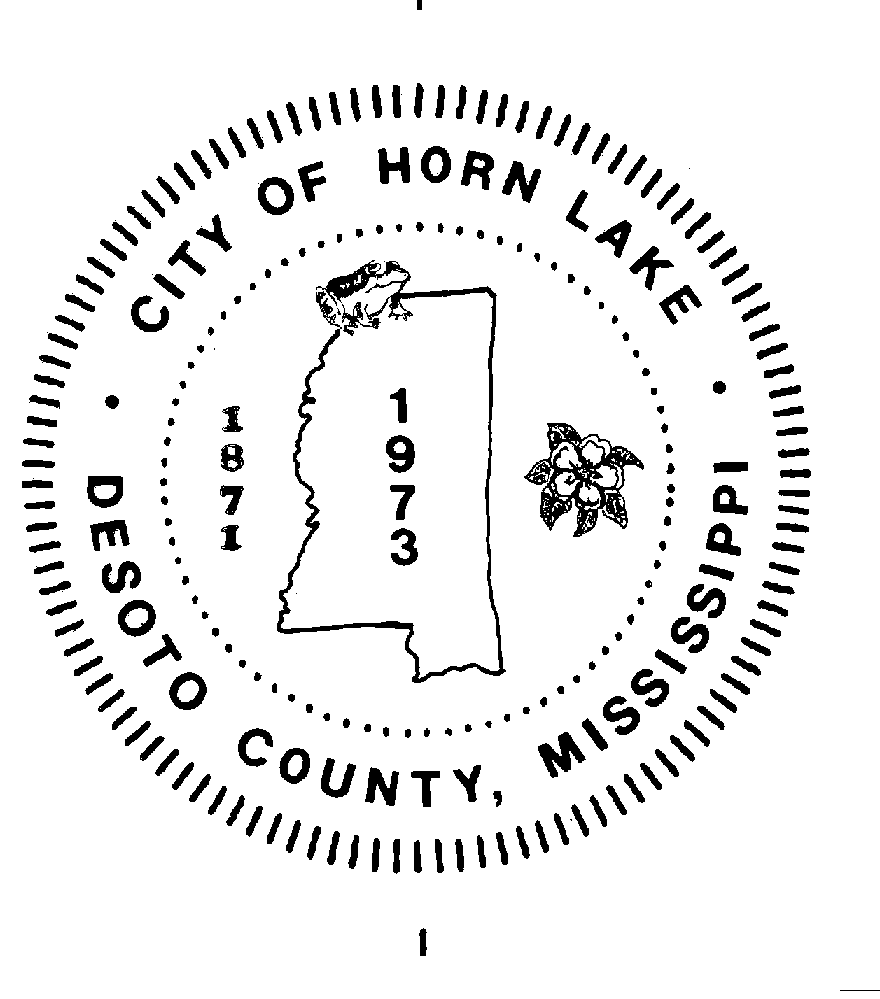 CITY OF HORN LAKE
1871
1973
DESOTO COUNTY, MISSISSIPPI